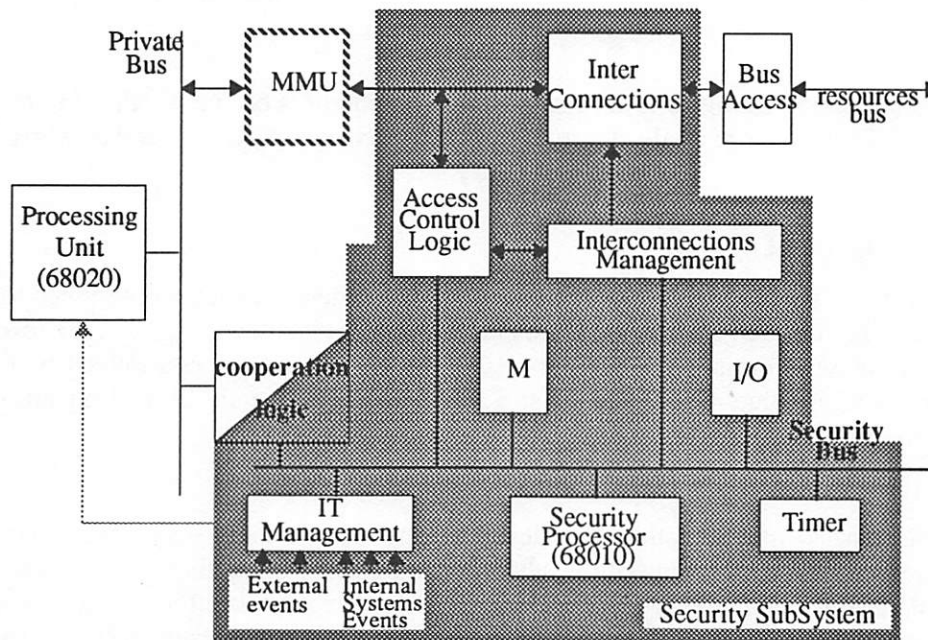 Private
Bus
MMU
Inter
Connections
Bus
Access
resources
bus
Processing
Unit
(68020)
Access
Control
Logic
Interconnections
Management
cooperation
logic
M
I/O
Security
Bus
IT
Management
Security
Processor
(68010)
Timer
External
events
Internal
Systems
Events
Security SubSystem